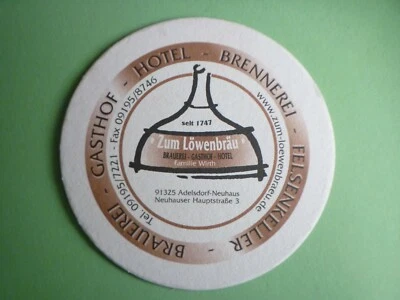 BRAUEREI - GASTHOF - HOTEL - BRENNEREI - FELSENKELLER -
Tel 09195/7221 - Fax 09195/8746
www.zum-loewenbraeu.de
seit 1747
Zum Löwenbräu
BRAUEREI - GASTHOF - HOTEL
Familie Wirth
91325 Adelsdorf-Neuhaus
Neuhauser Hauptstraße 3